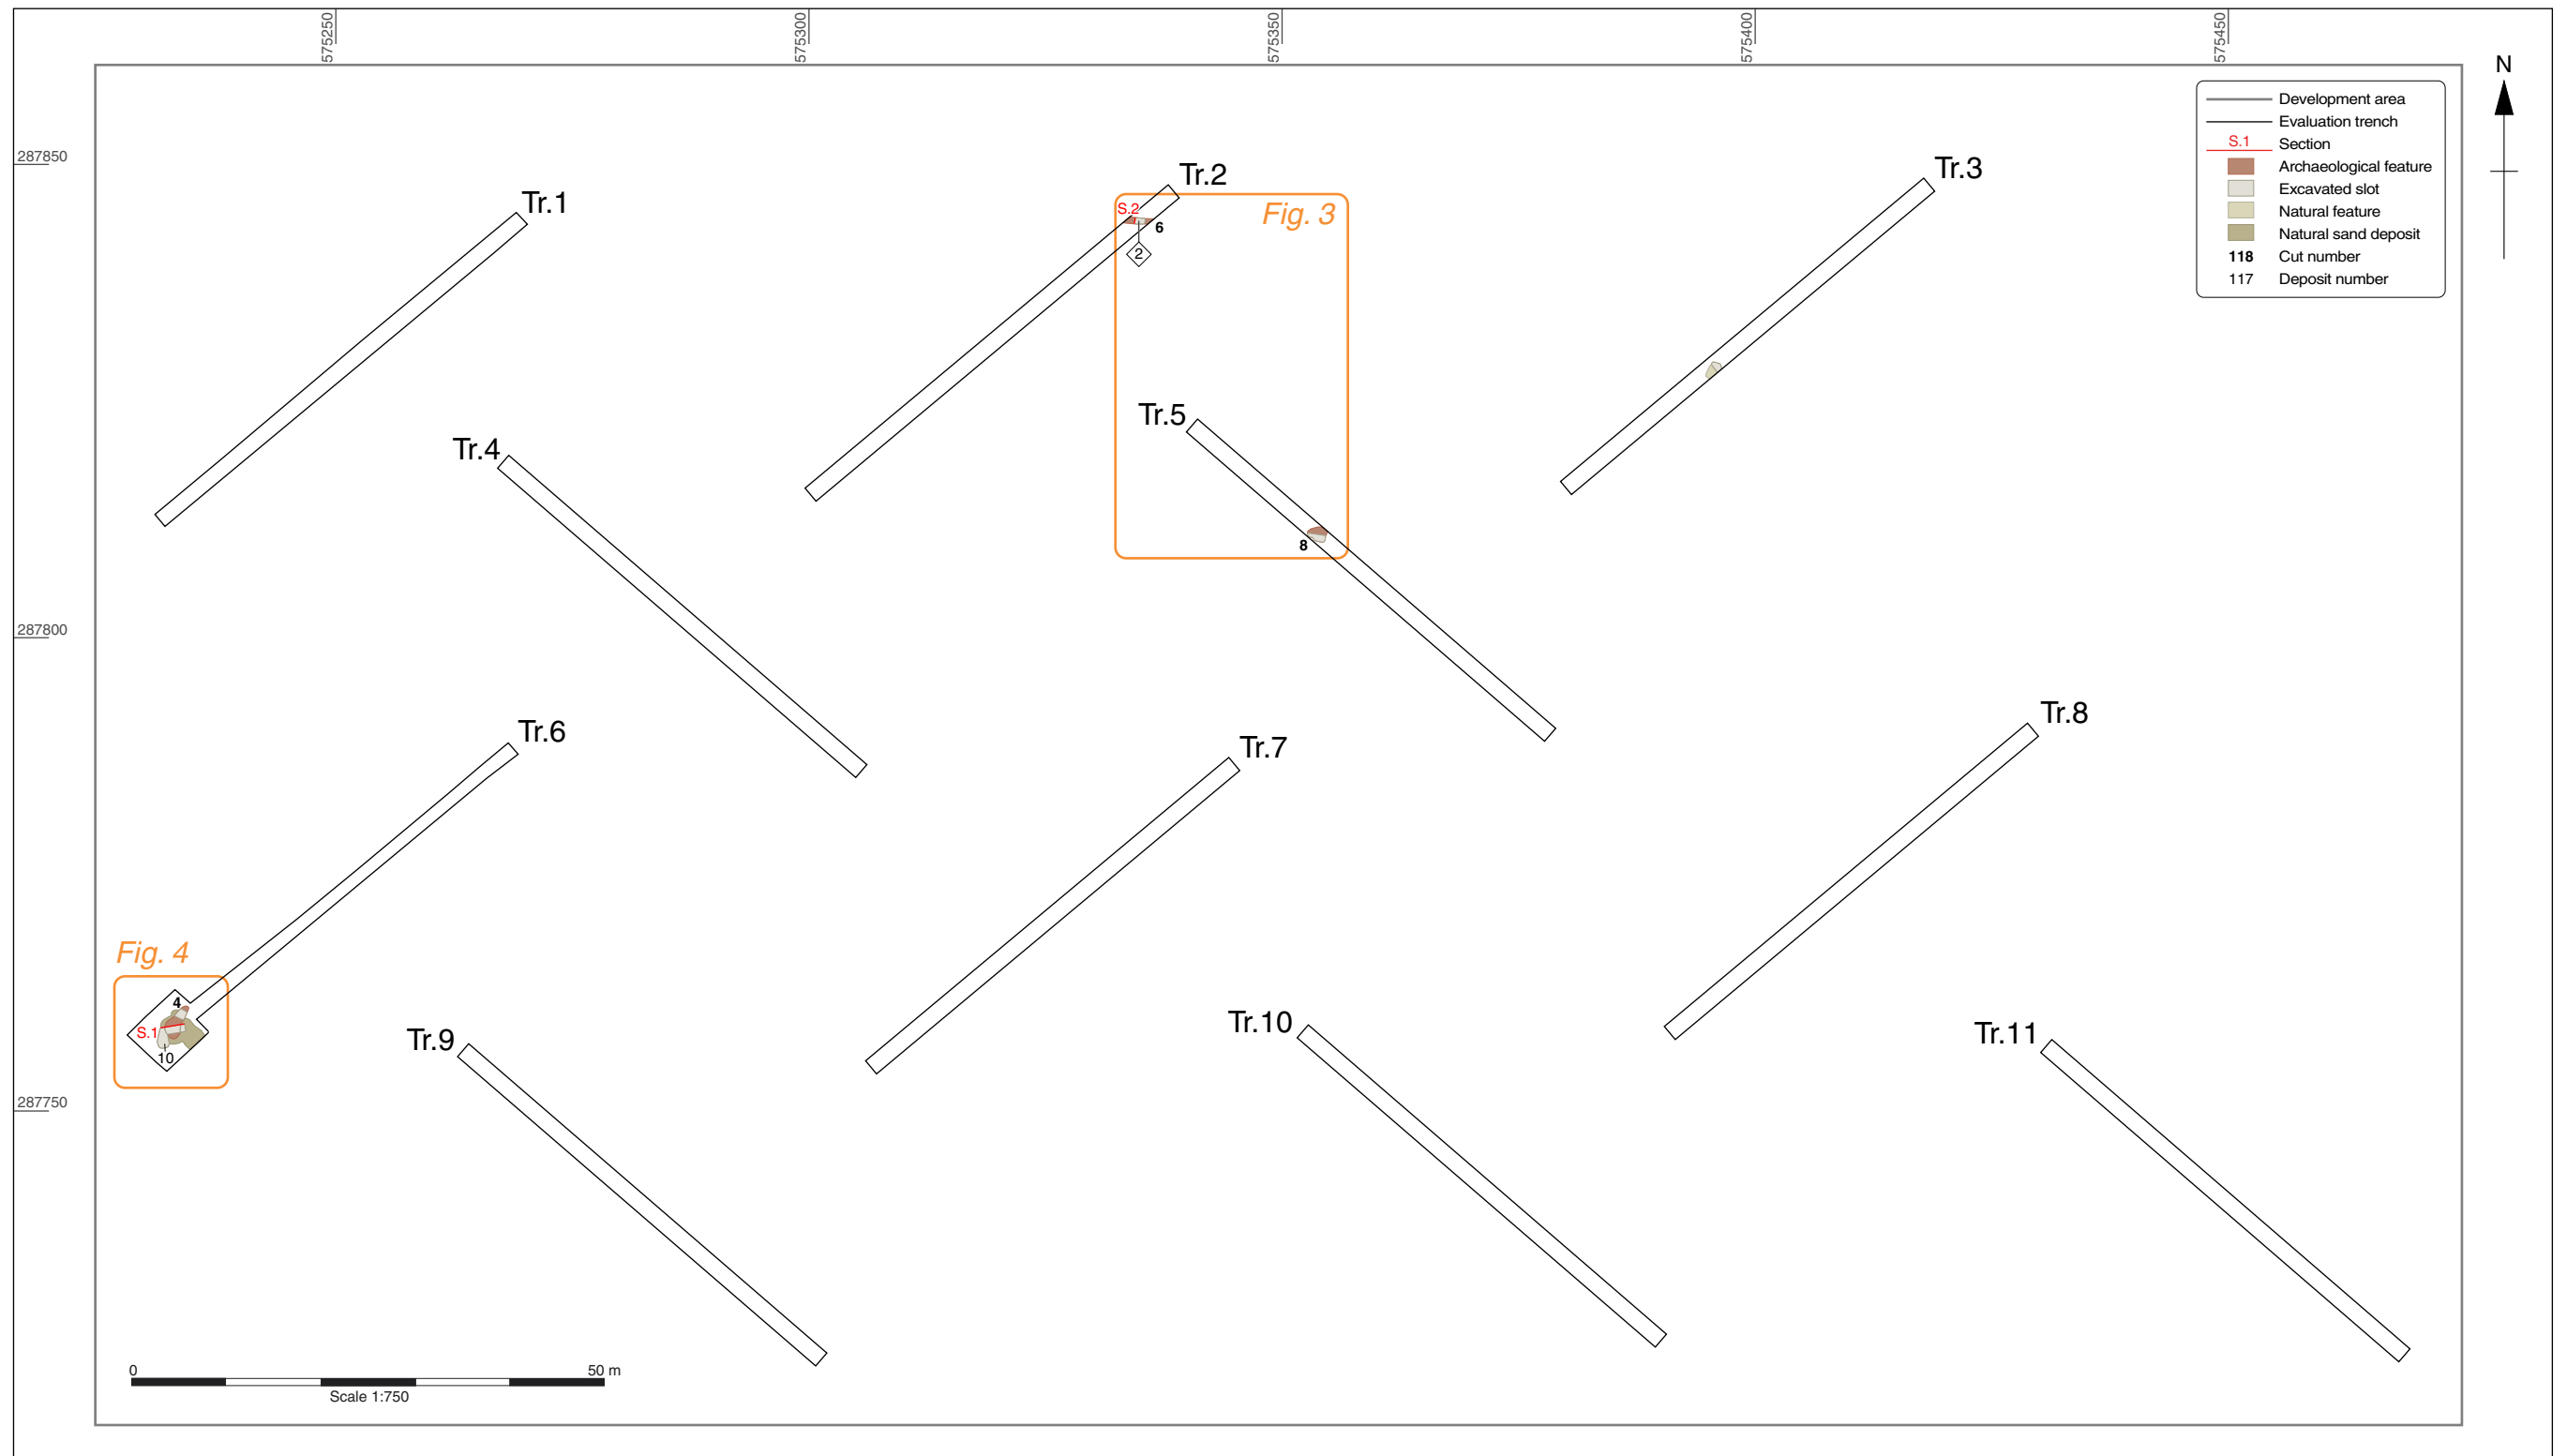 575250
575300
575350
575400
575450
N
Development area
Evaluation trench
S.1 Section
Archaeological feature
Excavated slot
Natural feature
Natural sand deposit
118 Cut number
117 Deposit number
287850
Tr.1
Tr.2
Tr.3
S.2
6
Fig. 3
2
Tr.5
Tr.4
8
287800
Tr.6
Tr.7
Tr.8
Fig. 4
4
S.1
10
Tr.9
Tr.10
Tr.11
287750
0 50 m
Scale 1:750